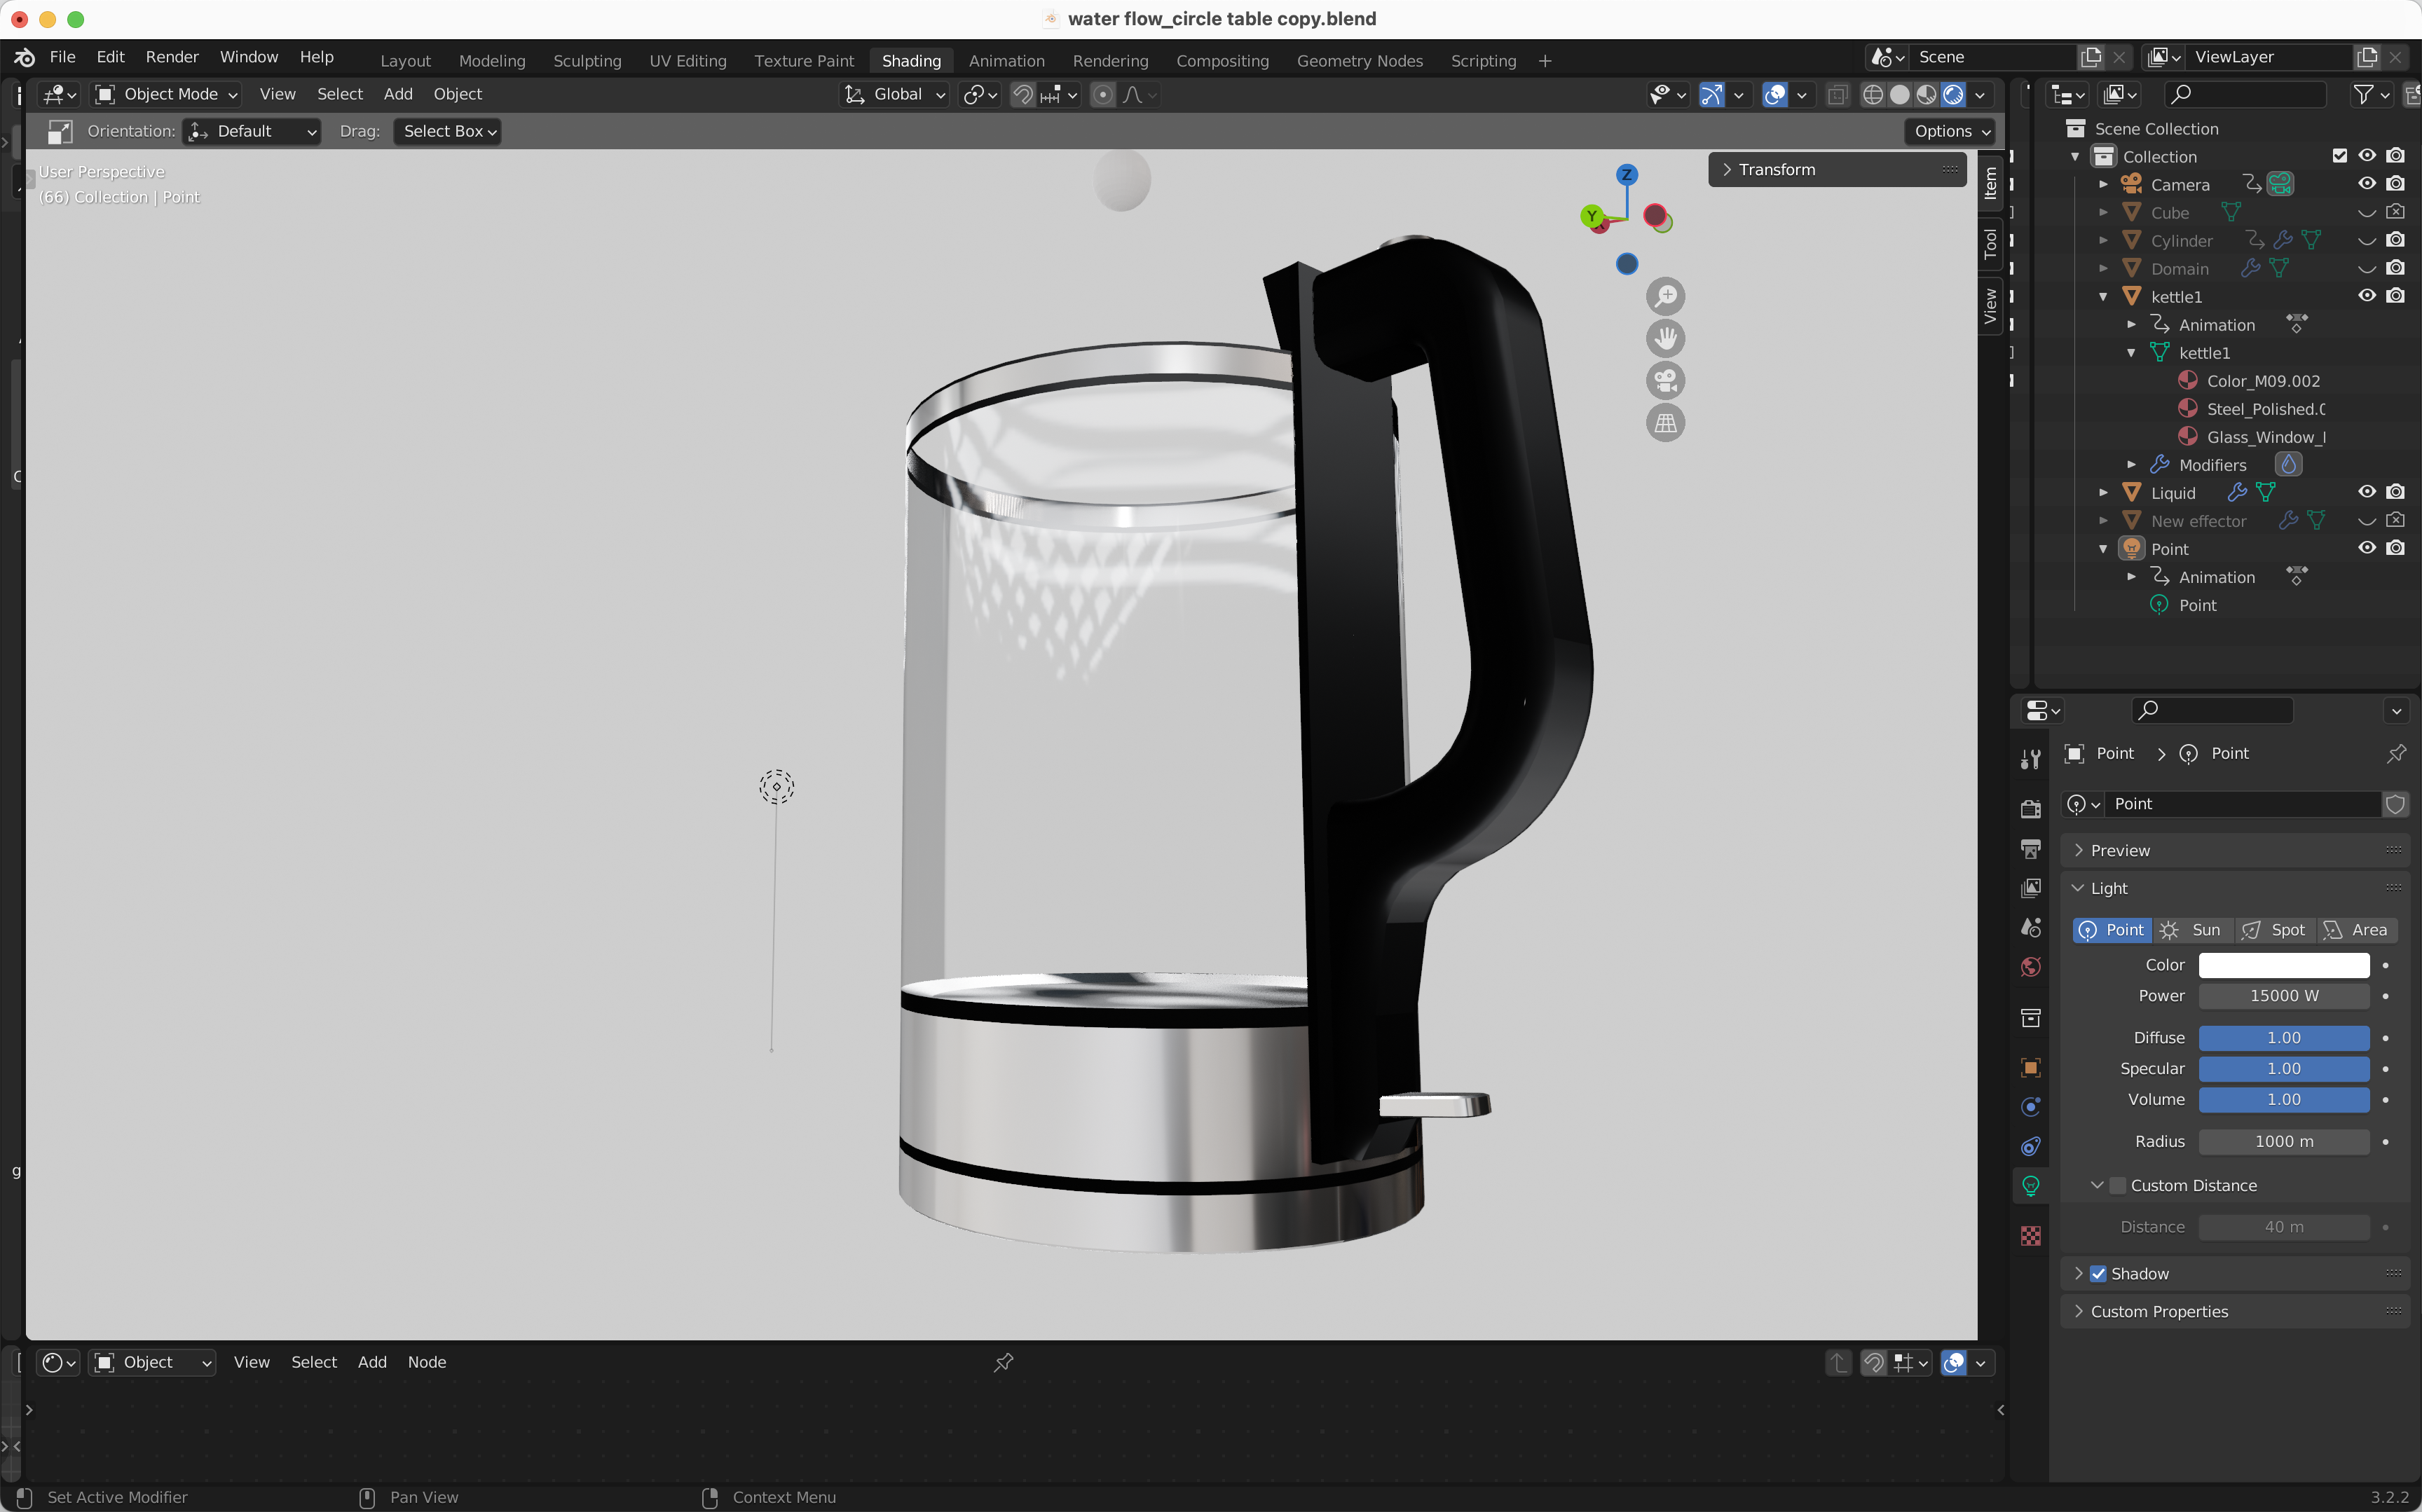 water flow_circle table copy.blend
File Edit Render Window Help Layout Modeling Sculpting UV Editing Texture Paint Shading Animation Rendering Compositing Geometry Nodes Scripting + Scene ViewLayer
Object Mode View Select Add Object Global
Orientation: Default Drag: Select Box Options
User Perspective
(66) Collection | Point
Transform
Z
Y
Item
Tool
View
Scene Collection
Collection
Camera
Cube
Cylinder
Domain
kettle1
Animation
kettle1
Color_M09.002
Steel_Polished.0
Glass_Window_
Modifiers
Liquid
New effector
Point
Animation
Point
Point > Point
Point
Preview
Light
Point Sun Spot Area
Color
Power 15000 W
Diffuse 1.00
Specular 1.00
Volume 1.00
Radius 1000 m
Custom Distance
Distance 40 m
Shadow
Custom Properties
g
Object View Select Add Node
Set Active Modifier Pan View Context Menu 3.2.2